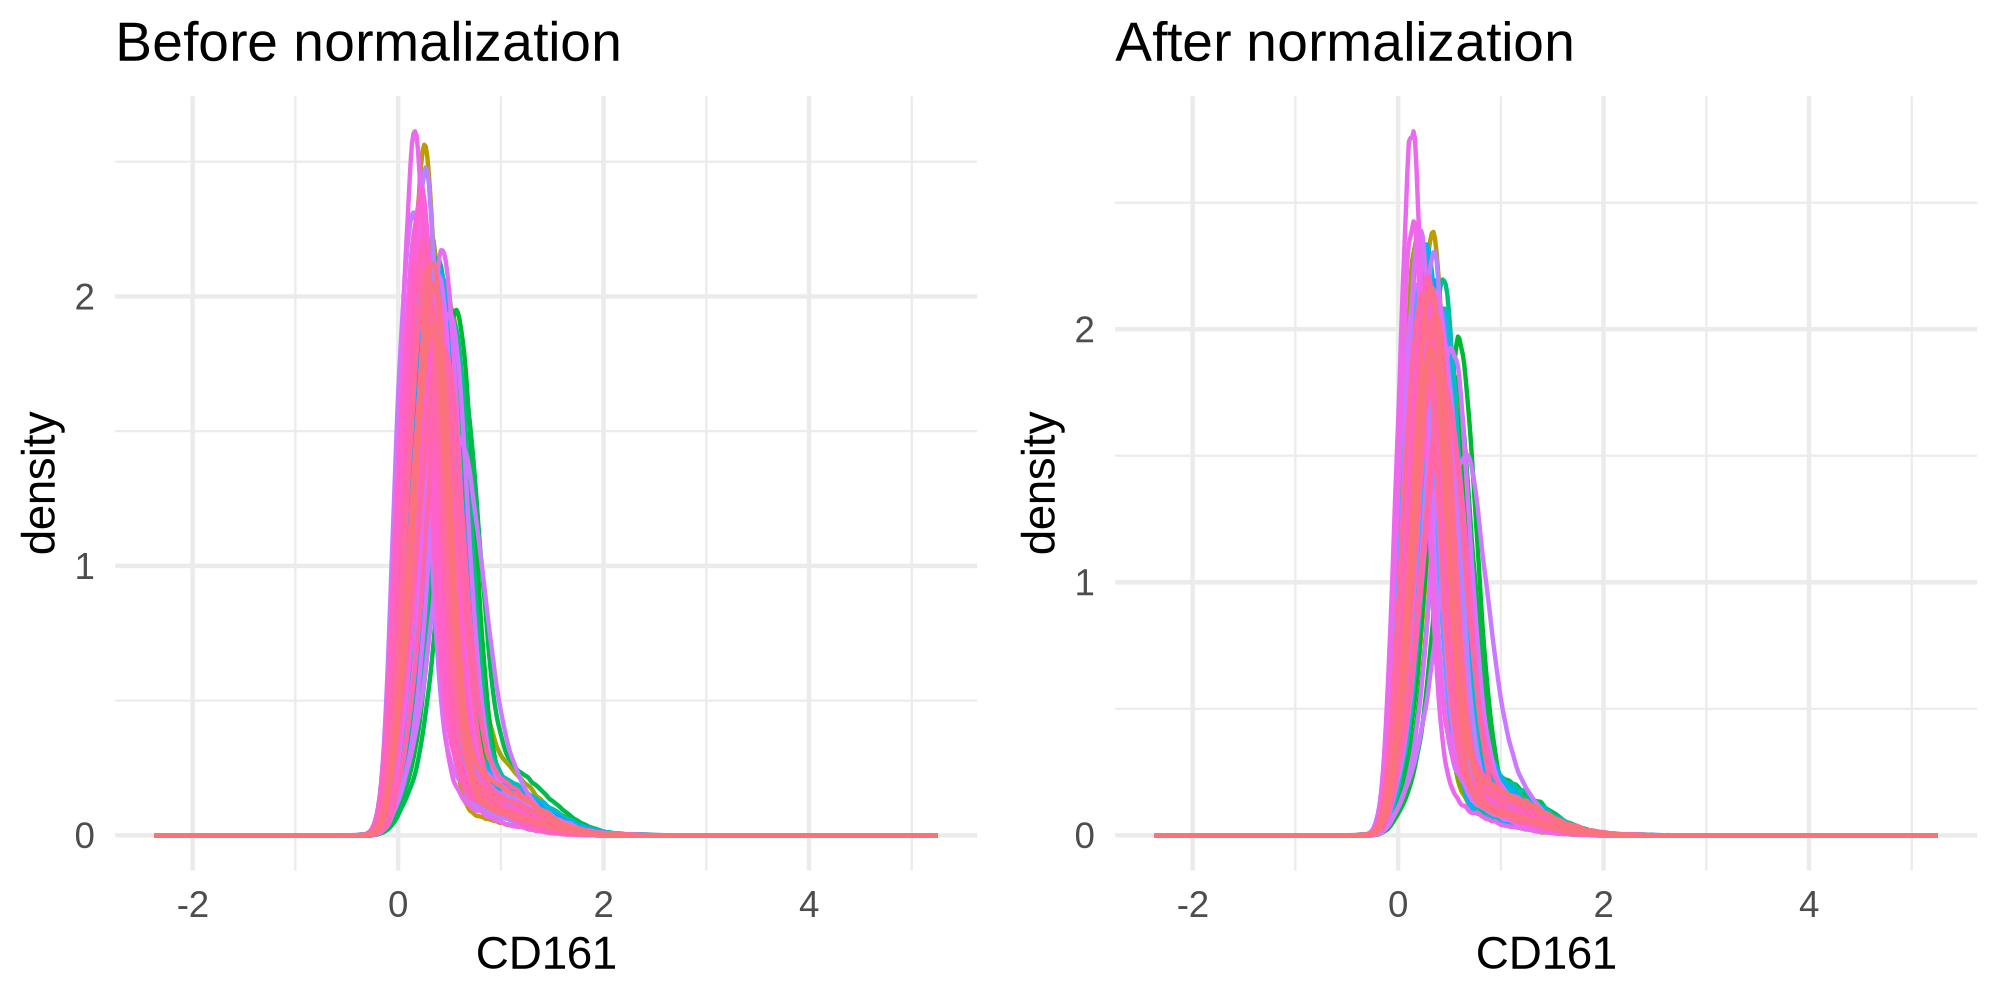 Before normalization
density
2
1
0
-2 0 2 4
CD161
After normalization
density
2
1
0
-2 0 2 4
CD161